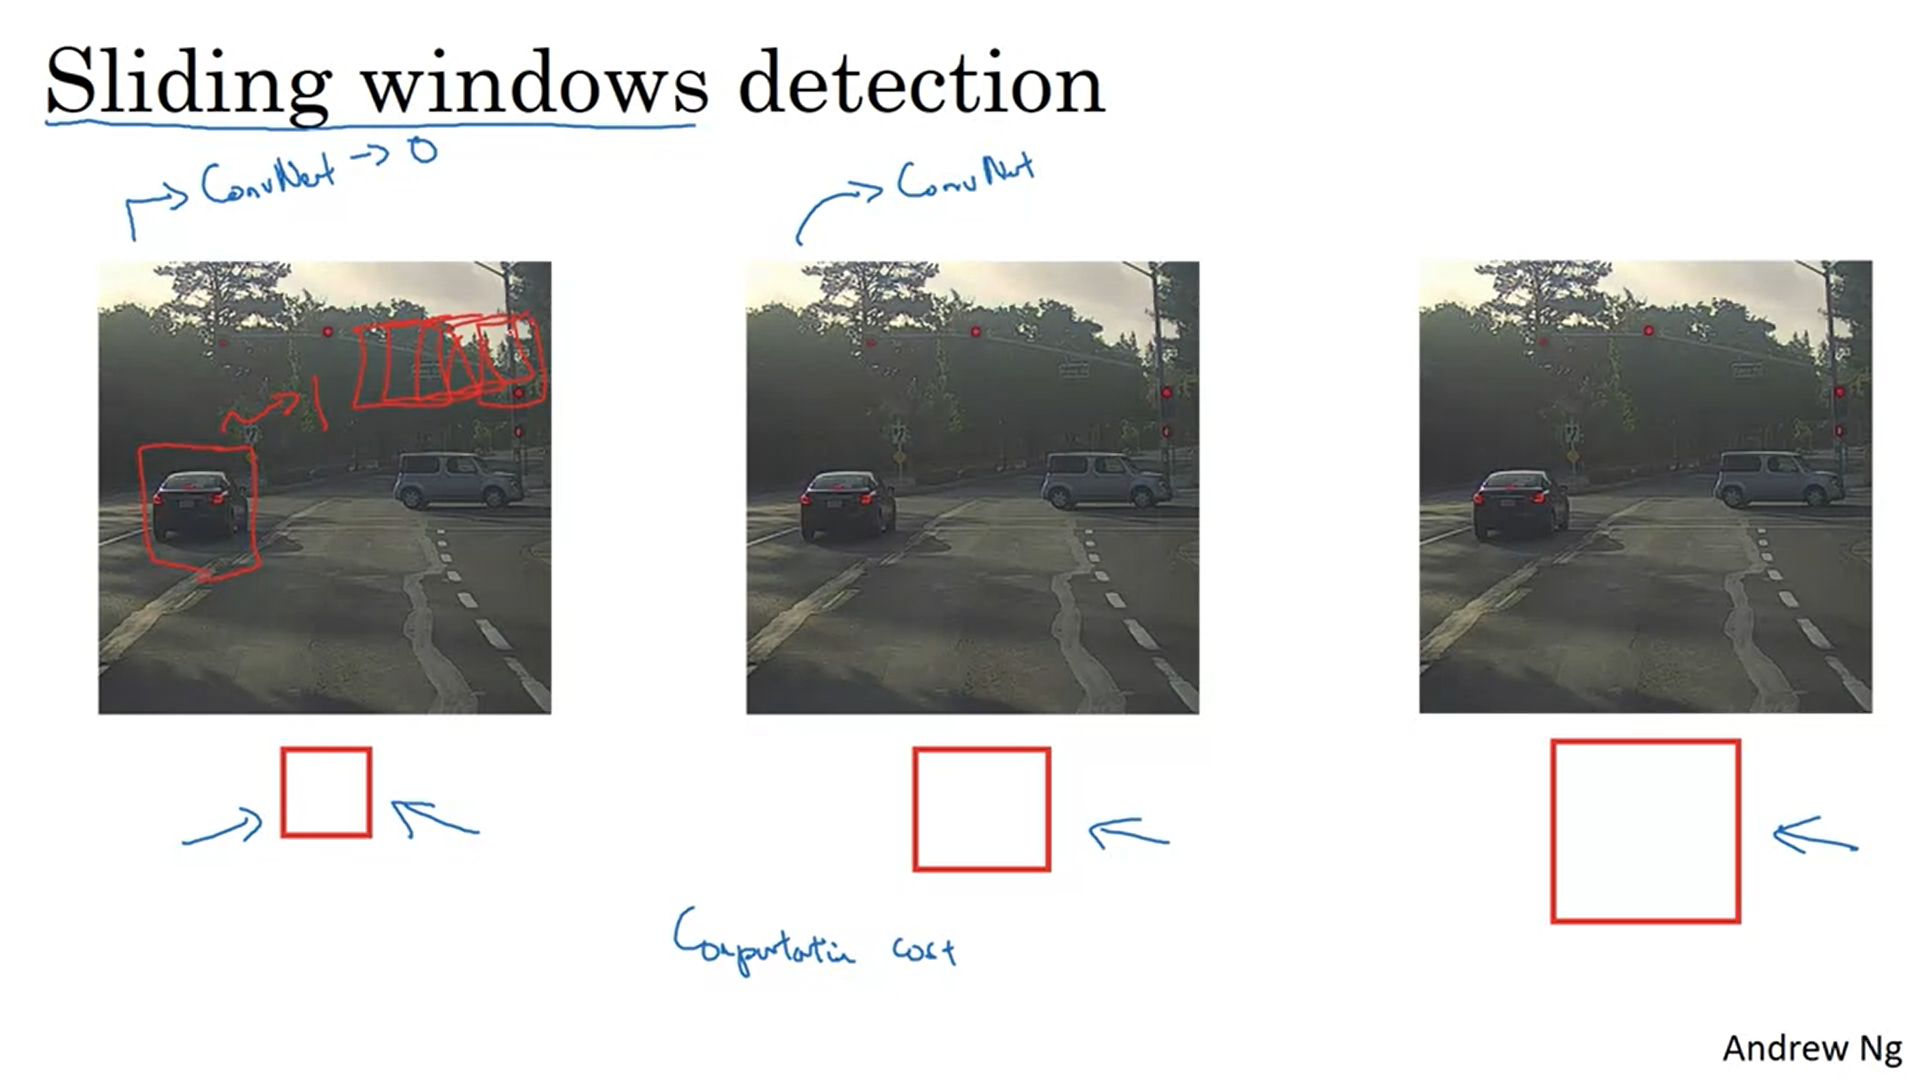 Sliding windows detection
ConvNet → 0
ConvNet
1
Computation cost
Andrew Ng